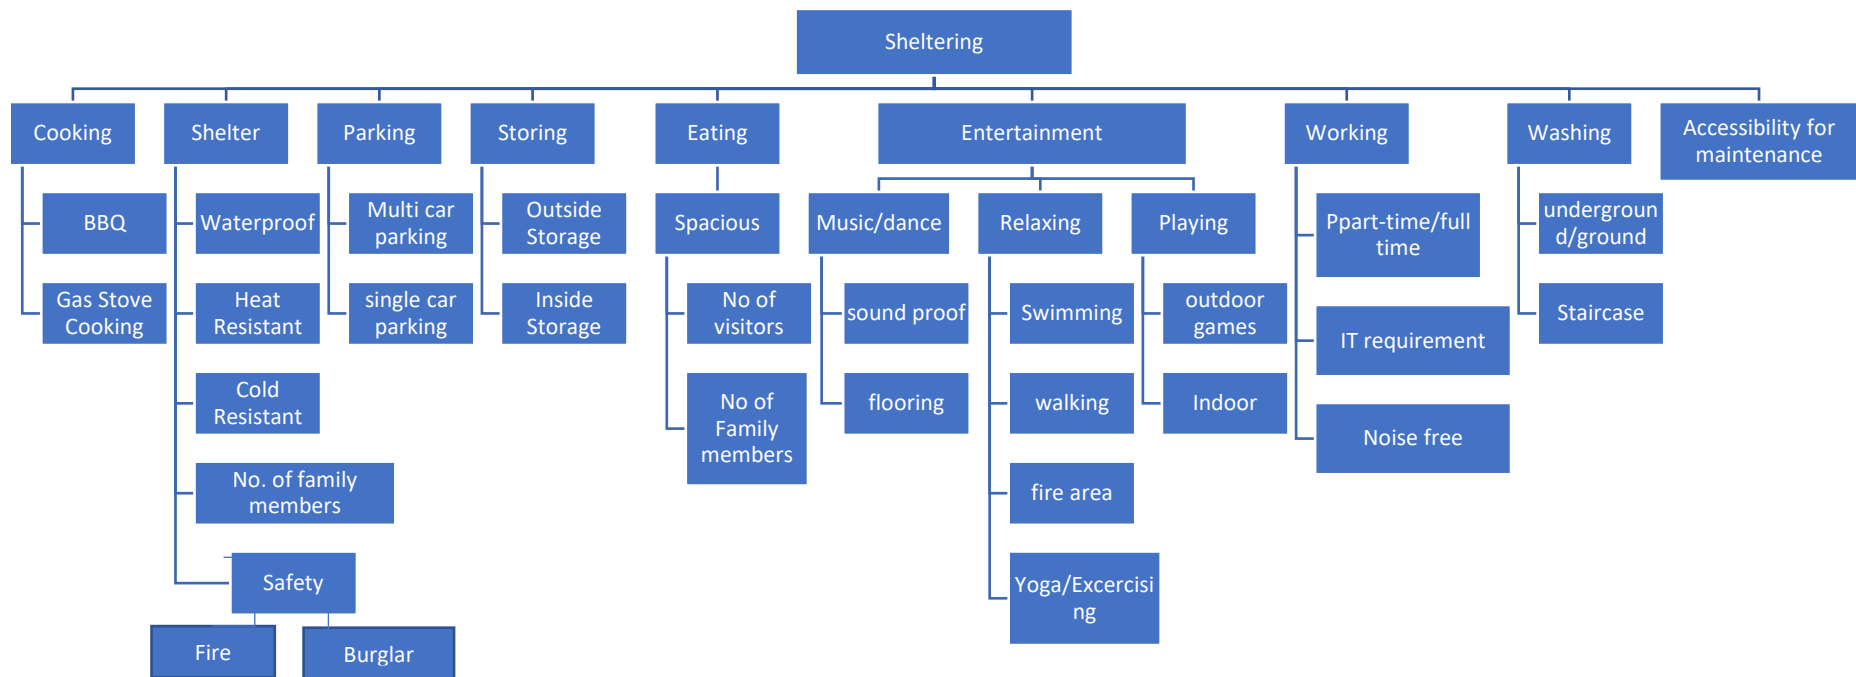 Sheltering
Cooking
Shelter
Parking
Storing
Eating
Entertainment
Working
Washing
Accessibility for
maintenance
BBQ
Gas Stove
Cooking
Waterproof
Heat
Resistant
Cold
Resistant
No. of family
members
Safety
Fire
Burglar
Multi car
parking
single car
parking
Outside
Storage
Inside
Storage
Spacious
No of
visitors
No of
Family
members
Music/dance
sound proof
flooring
Relaxing
Swimming
walking
fire area
Yoga/Excercisi
ng
Playing
outdoor
games
Indoor
Ppart-time/full
time
IT requirement
Noise free
undergroun
d/ground
Staircase